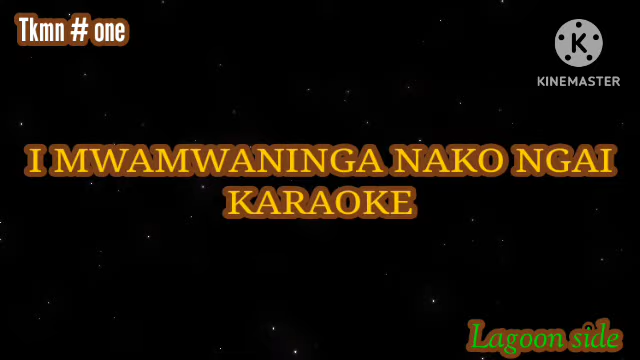 Tkmn # one
K
KINEMASTER
I MWAMWANINGA NAKO NGAI
KARAOKE
Lagoon side